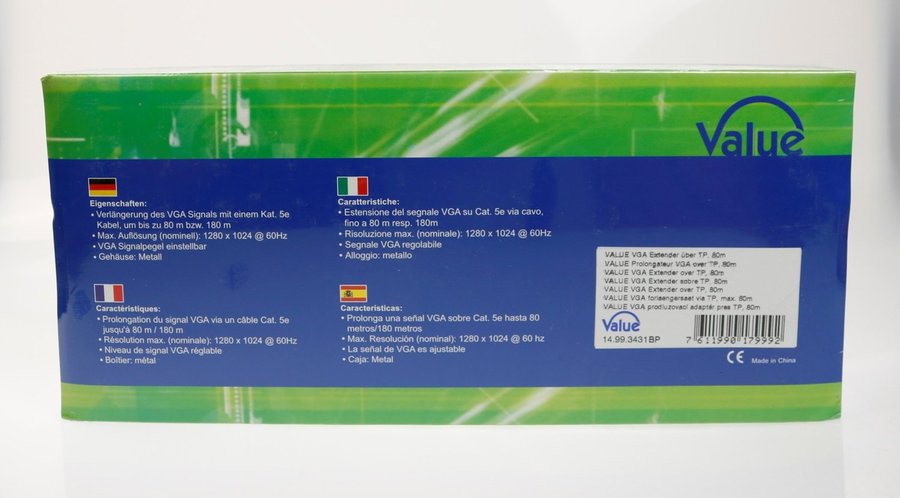 Value
Eigenschaften:
• Verlängerung des VGA Signals mit einem Kat. 5e
Kabel, um bis zu 80 m bzw. 180 m
• Max. Auflösung (nominell): 1280 x 1024 @ 60Hz
• VGA Signalpegel einstellbar
• Gehäuse: Metall
Caratteristiche:
• Estensione del segnale VGA su Cat. 5e via cavo,
fino a 80 m resp. 180m
• Risoluzione max. (nominale): 1280 x 1024 @ 60Hz
• Segnale VGA regolabile
• Alloggio: metallo
Caractéristiques:
• Prolongation du signal VGA via un câble Cat. 5e
jusqu'à 80 m / 180 m
• Résolution max. (nominale): 1280 x 1024 @ 60Hz
• Niveau de signal VGA réglable
• Boîtier: métal
Caracteristicas:
• Prolonga una señal VGA sobre Cat. 5e hasta 80
metros/180 metros
• Max. Resolución (nominal): 1280 x 1024 @ 60 hz
• La señal de VGA es ajustable
• Caja: Metal
VALUE VGA Extender über TP, 80m
VALUE Prolongateur VGA over TP, 80m
VALUE VGA Extender over TP, 80m
VALUE VGA Extender sobre TP, 80m
VALUE VGA Extender over TP, 80m
VALUE VGA forlaengersaet via TP, max. 80m
VALUE VGA prodluzovaci adaptér pres TP, 80m
Value
14.99.3431BP
7 611990 179992
CE Made in China